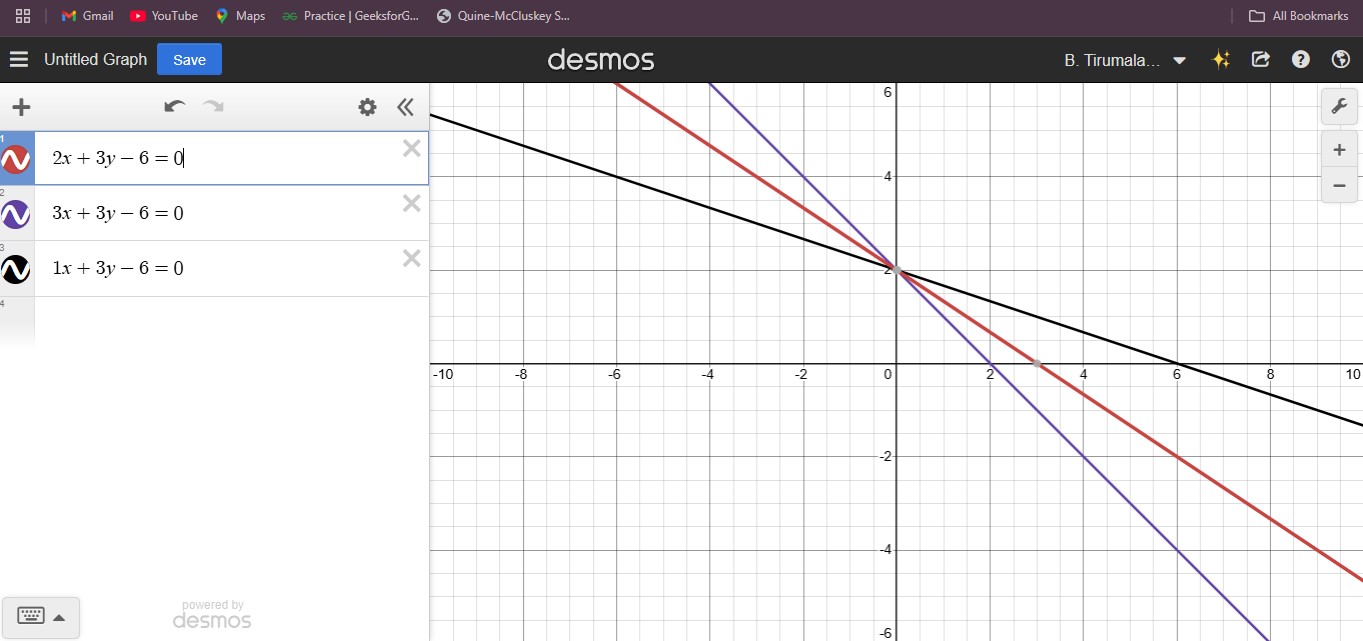 Gmail YouTube Maps Practice | GeeksforG... Quine-McCluskey S... All Bookmarks
Untitled Graph Save desmos B. Tirumala...
1
2x + 3y − 6 = 0
2
3x + 3y − 6 = 0
3
1x + 3y − 6 = 0
4
powered by
desmos
6
4
2
-10 -8 -6 -4 -2 0 2 4 6 8 10
-2
-4
-6